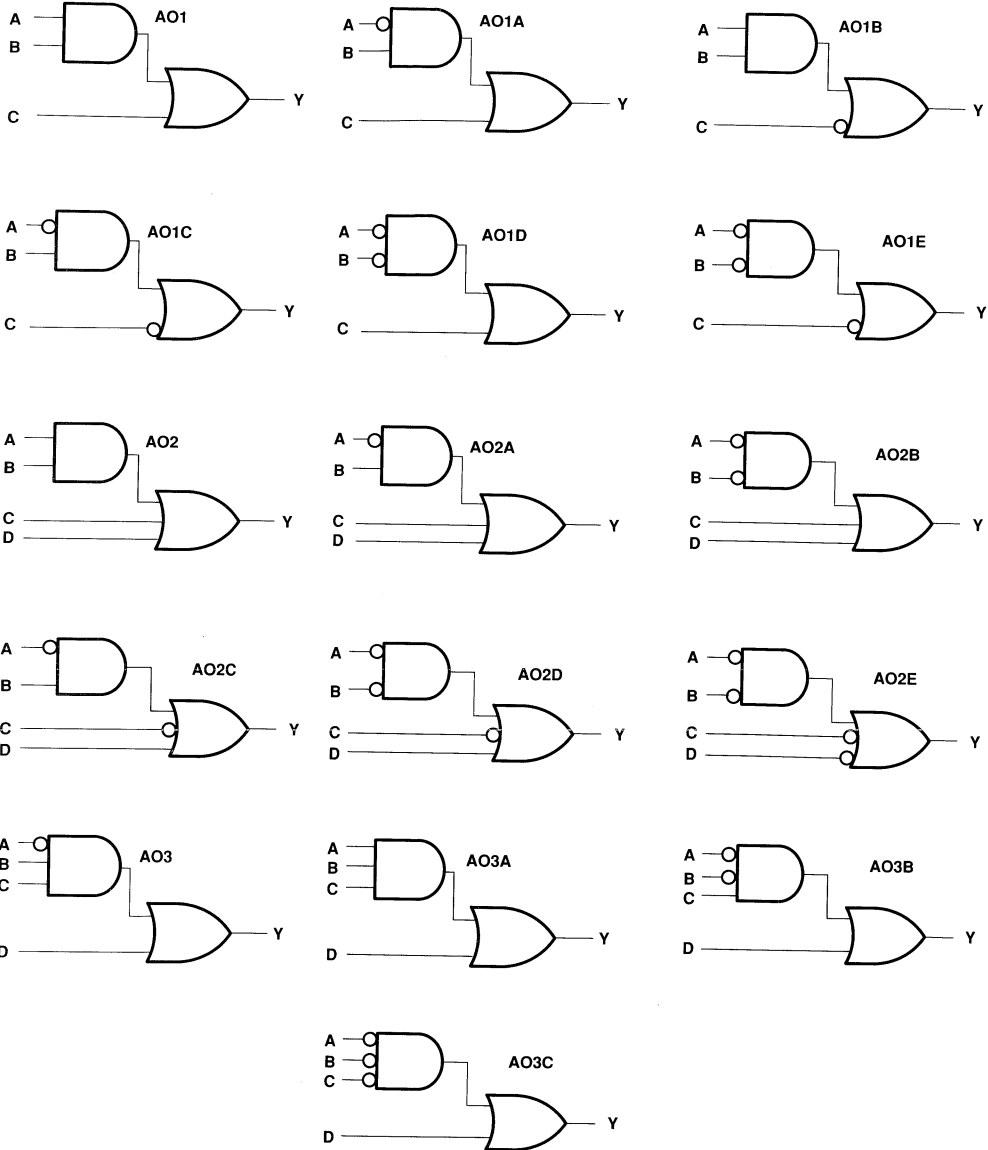 A AO1
B
C Y
A AO1A
B
C Y
A AO1B
B
C Y
A AO1C
B
C Y
A AO1D
B
C Y
A AO1E
B
C Y
A AO2
B
C Y
D
A AO2A
B
C Y
D
A AO2B
B
C Y
D
A
B AO2C
C Y
D
A AO2D
B
C Y
D
A AO2E
B
C Y
D
A AO3
B
C
D Y
A AO3A
B
C
D Y
A AO3B
B
C
D Y
A AO3C
B
C
D Y